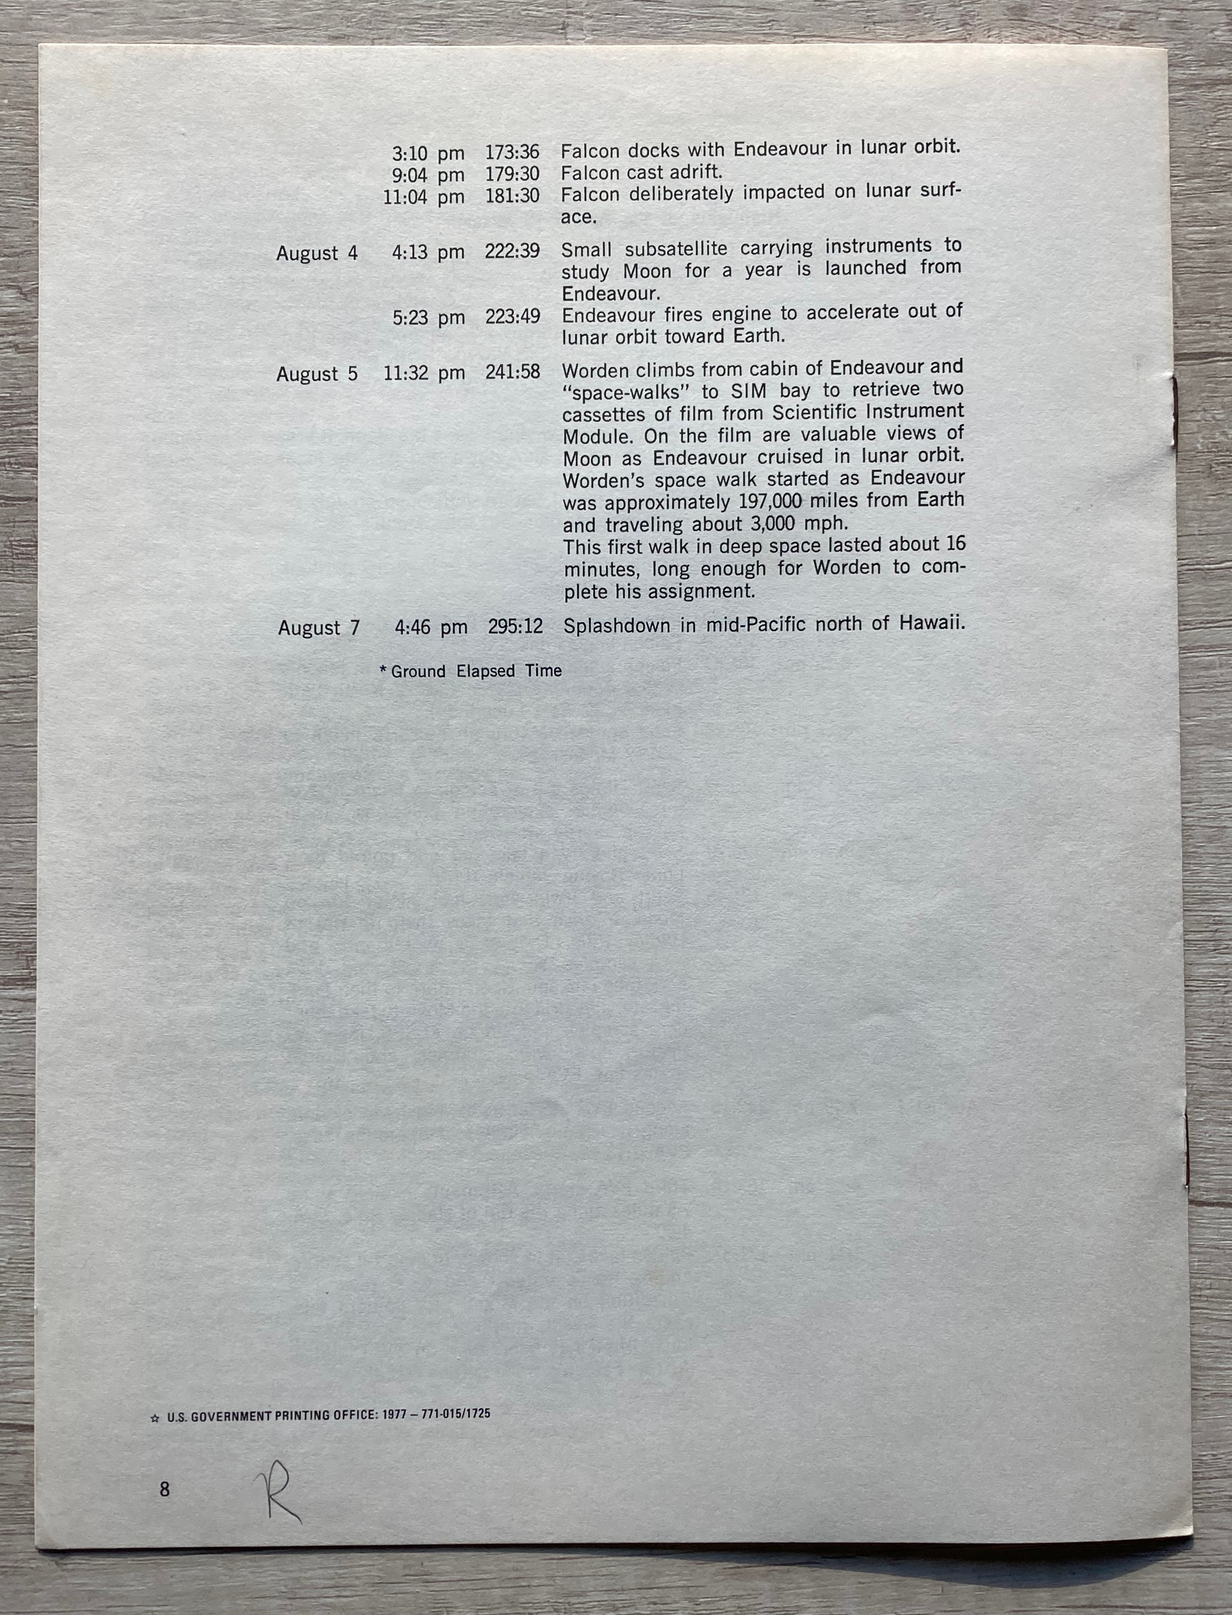 3:10 pm 173:36 Falcon docks with Endeavour in lunar orbit.
9:04 pm 179:30 Falcon cast adrift.
11:04 pm 181:30 Falcon deliberately impacted on lunar surf-
ace.
August 4 4:13 pm 222:39 Small subsatellite carrying instruments to
study Moon for a year is launched from
Endeavour.
5:23 pm 223:49 Endeavour fires engine to accelerate out of
lunar orbit toward Earth.
August 5 11:32 pm 241:58 Worden climbs from cabin of Endeavour and
“space-walks” to SIM bay to retrieve two
cassettes of film from Scientific Instrument
Module. On the film are valuable views of
Moon as Endeavour cruised in lunar orbit.
Worden’s space walk started as Endeavour
was approximately 197,000 miles from Earth
and traveling about 3,000 mph.
This first walk in deep space lasted about 16
minutes, long enough for Worden to com-
plete his assignment.
August 7 4:46 pm 295:12 Splashdown in mid-Pacific north of Hawaii.
* Ground Elapsed Time
☆ U.S. GOVERNMENT PRINTING OFFICE: 1977 – 771-015/1725
8 R